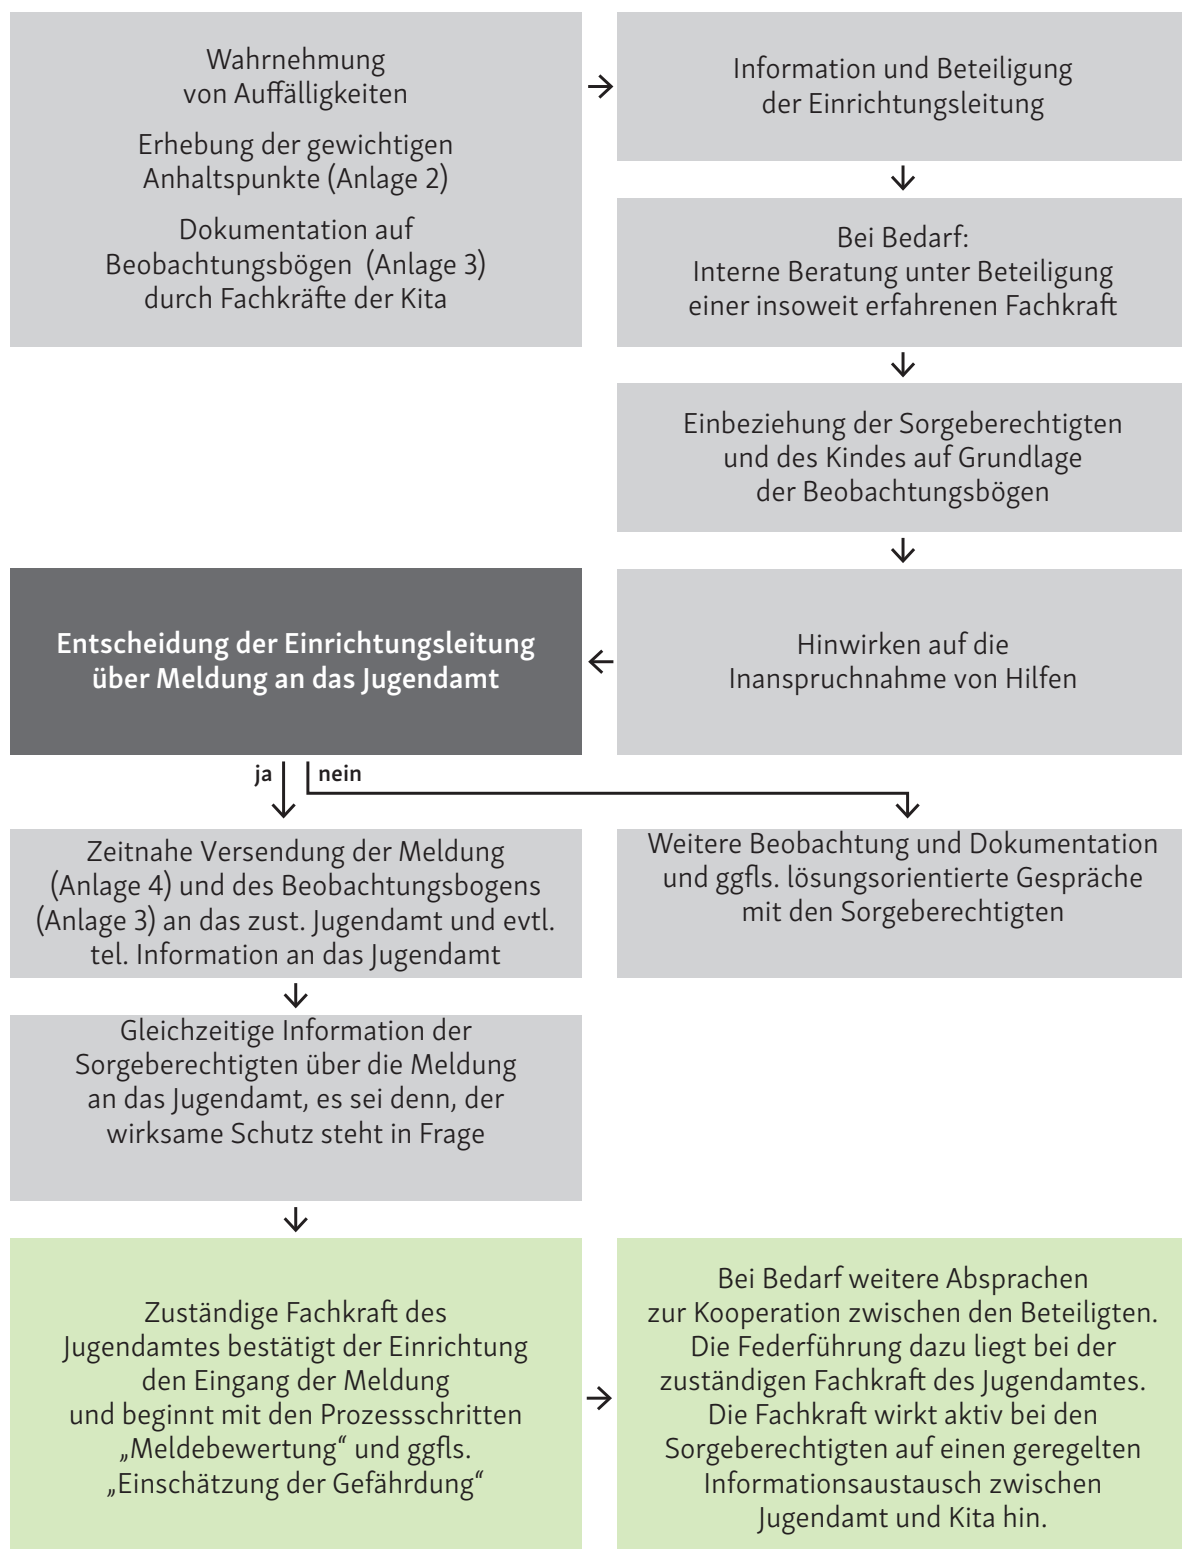 Wahrnehmung
von Auffälligkeiten
Erhebung der gewichtigen
Anhaltspunkte (Anlage 2)
Dokumentation auf
Beobachtungsbögen (Anlage 3)
durch Fachkräfte der Kita
Information und Beteiligung
der Einrichtungsleitung
Bei Bedarf:
Interne Beratung unter Beteiligung
einer insoweit erfahrenen Fachkraft
Einbeziehung der Sorgeberechtigten
und des Kindes auf Grundlage
der Beobachtungsbögen
Hinwirken auf die
Inanspruchnahme von Hilfen
Entscheidung der Einrichtungsleitung
über Meldung an das Jugendamt
ja
nein
Zeitnahe Versendung der Meldung
(Anlage 4) und des Beobachtungsbogens
(Anlage 3) an das zust. Jugendamt und evtl.
tel. Information an das Jugendamt
Weitere Beobachtung und Dokumentation
und ggfls. lösungsorientierte Gespräche
mit den Sorgeberechtigten
Gleichzeitige Information der
Sorgeberechtigten über die Meldung
an das Jugendamt, es sei denn, der
wirksame Schutz steht in Frage
Zuständige Fachkraft des
Jugendamtes bestätigt der Einrichtung
den Eingang der Meldung
und beginnt mit den Prozessschritten
„Meldebewertung“ und ggfls.
„Einschätzung der Gefährdung“
Bei Bedarf weitere Absprachen
zur Kooperation zwischen den Beteiligten.
Die Federführung dazu liegt bei der
zuständigen Fachkraft des Jugendamtes.
Die Fachkraft wirkt aktiv bei den
Sorgeberechtigten auf einen geregelten
Informationsaustausch zwischen
Jugendamt und Kita hin.